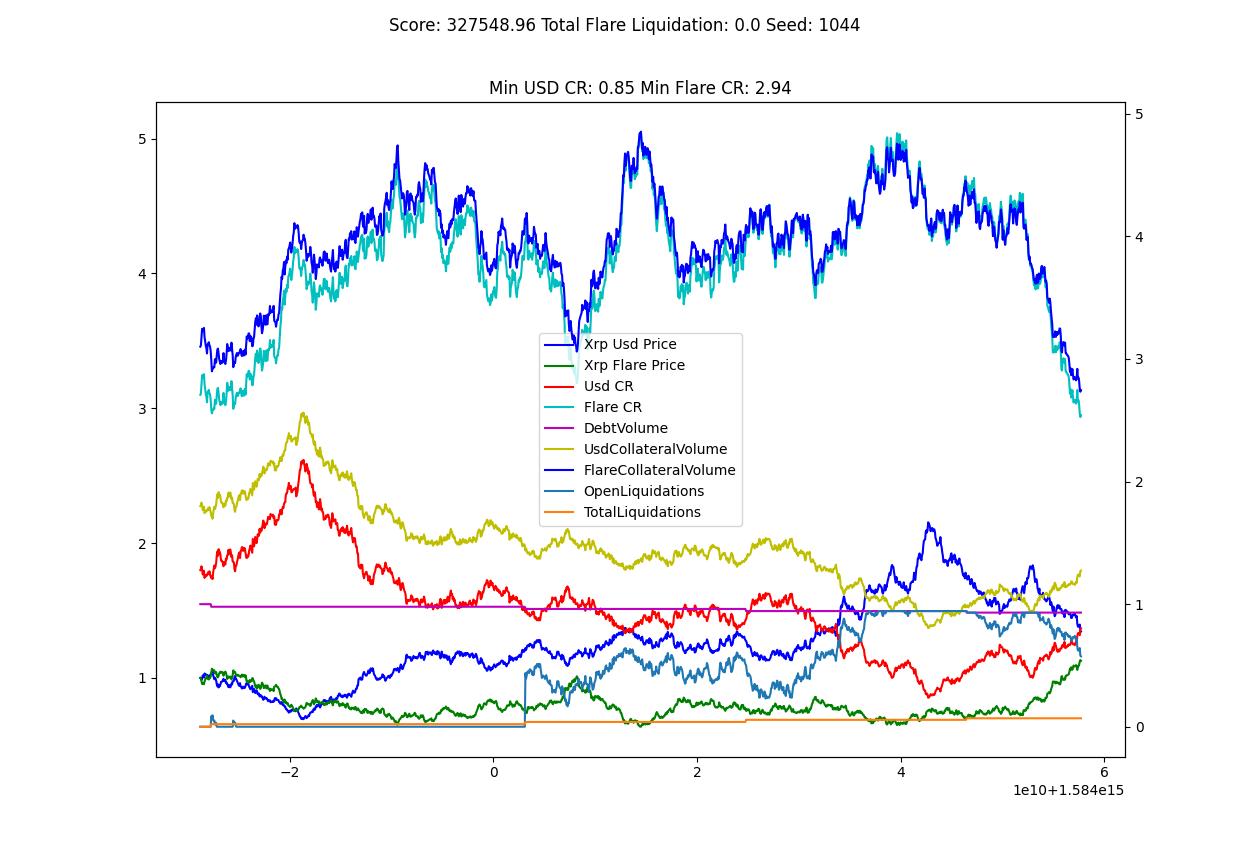 Score: 327548.96 Total Flare Liquidation: 0.0 Seed: 1044
Min USD CR: 0.85 Min Flare CR: 2.94
5
4
3
2
1
5
4
3
2
1
0
Xrp Usd Price
Xrp Flare Price
Usd CR
Flare CR
DebtVolume
UsdCollateralVolume
FlareCollateralVolume
OpenLiquidations
TotalLiquidations
−2 0 2 4 6
1e10+1.584e15